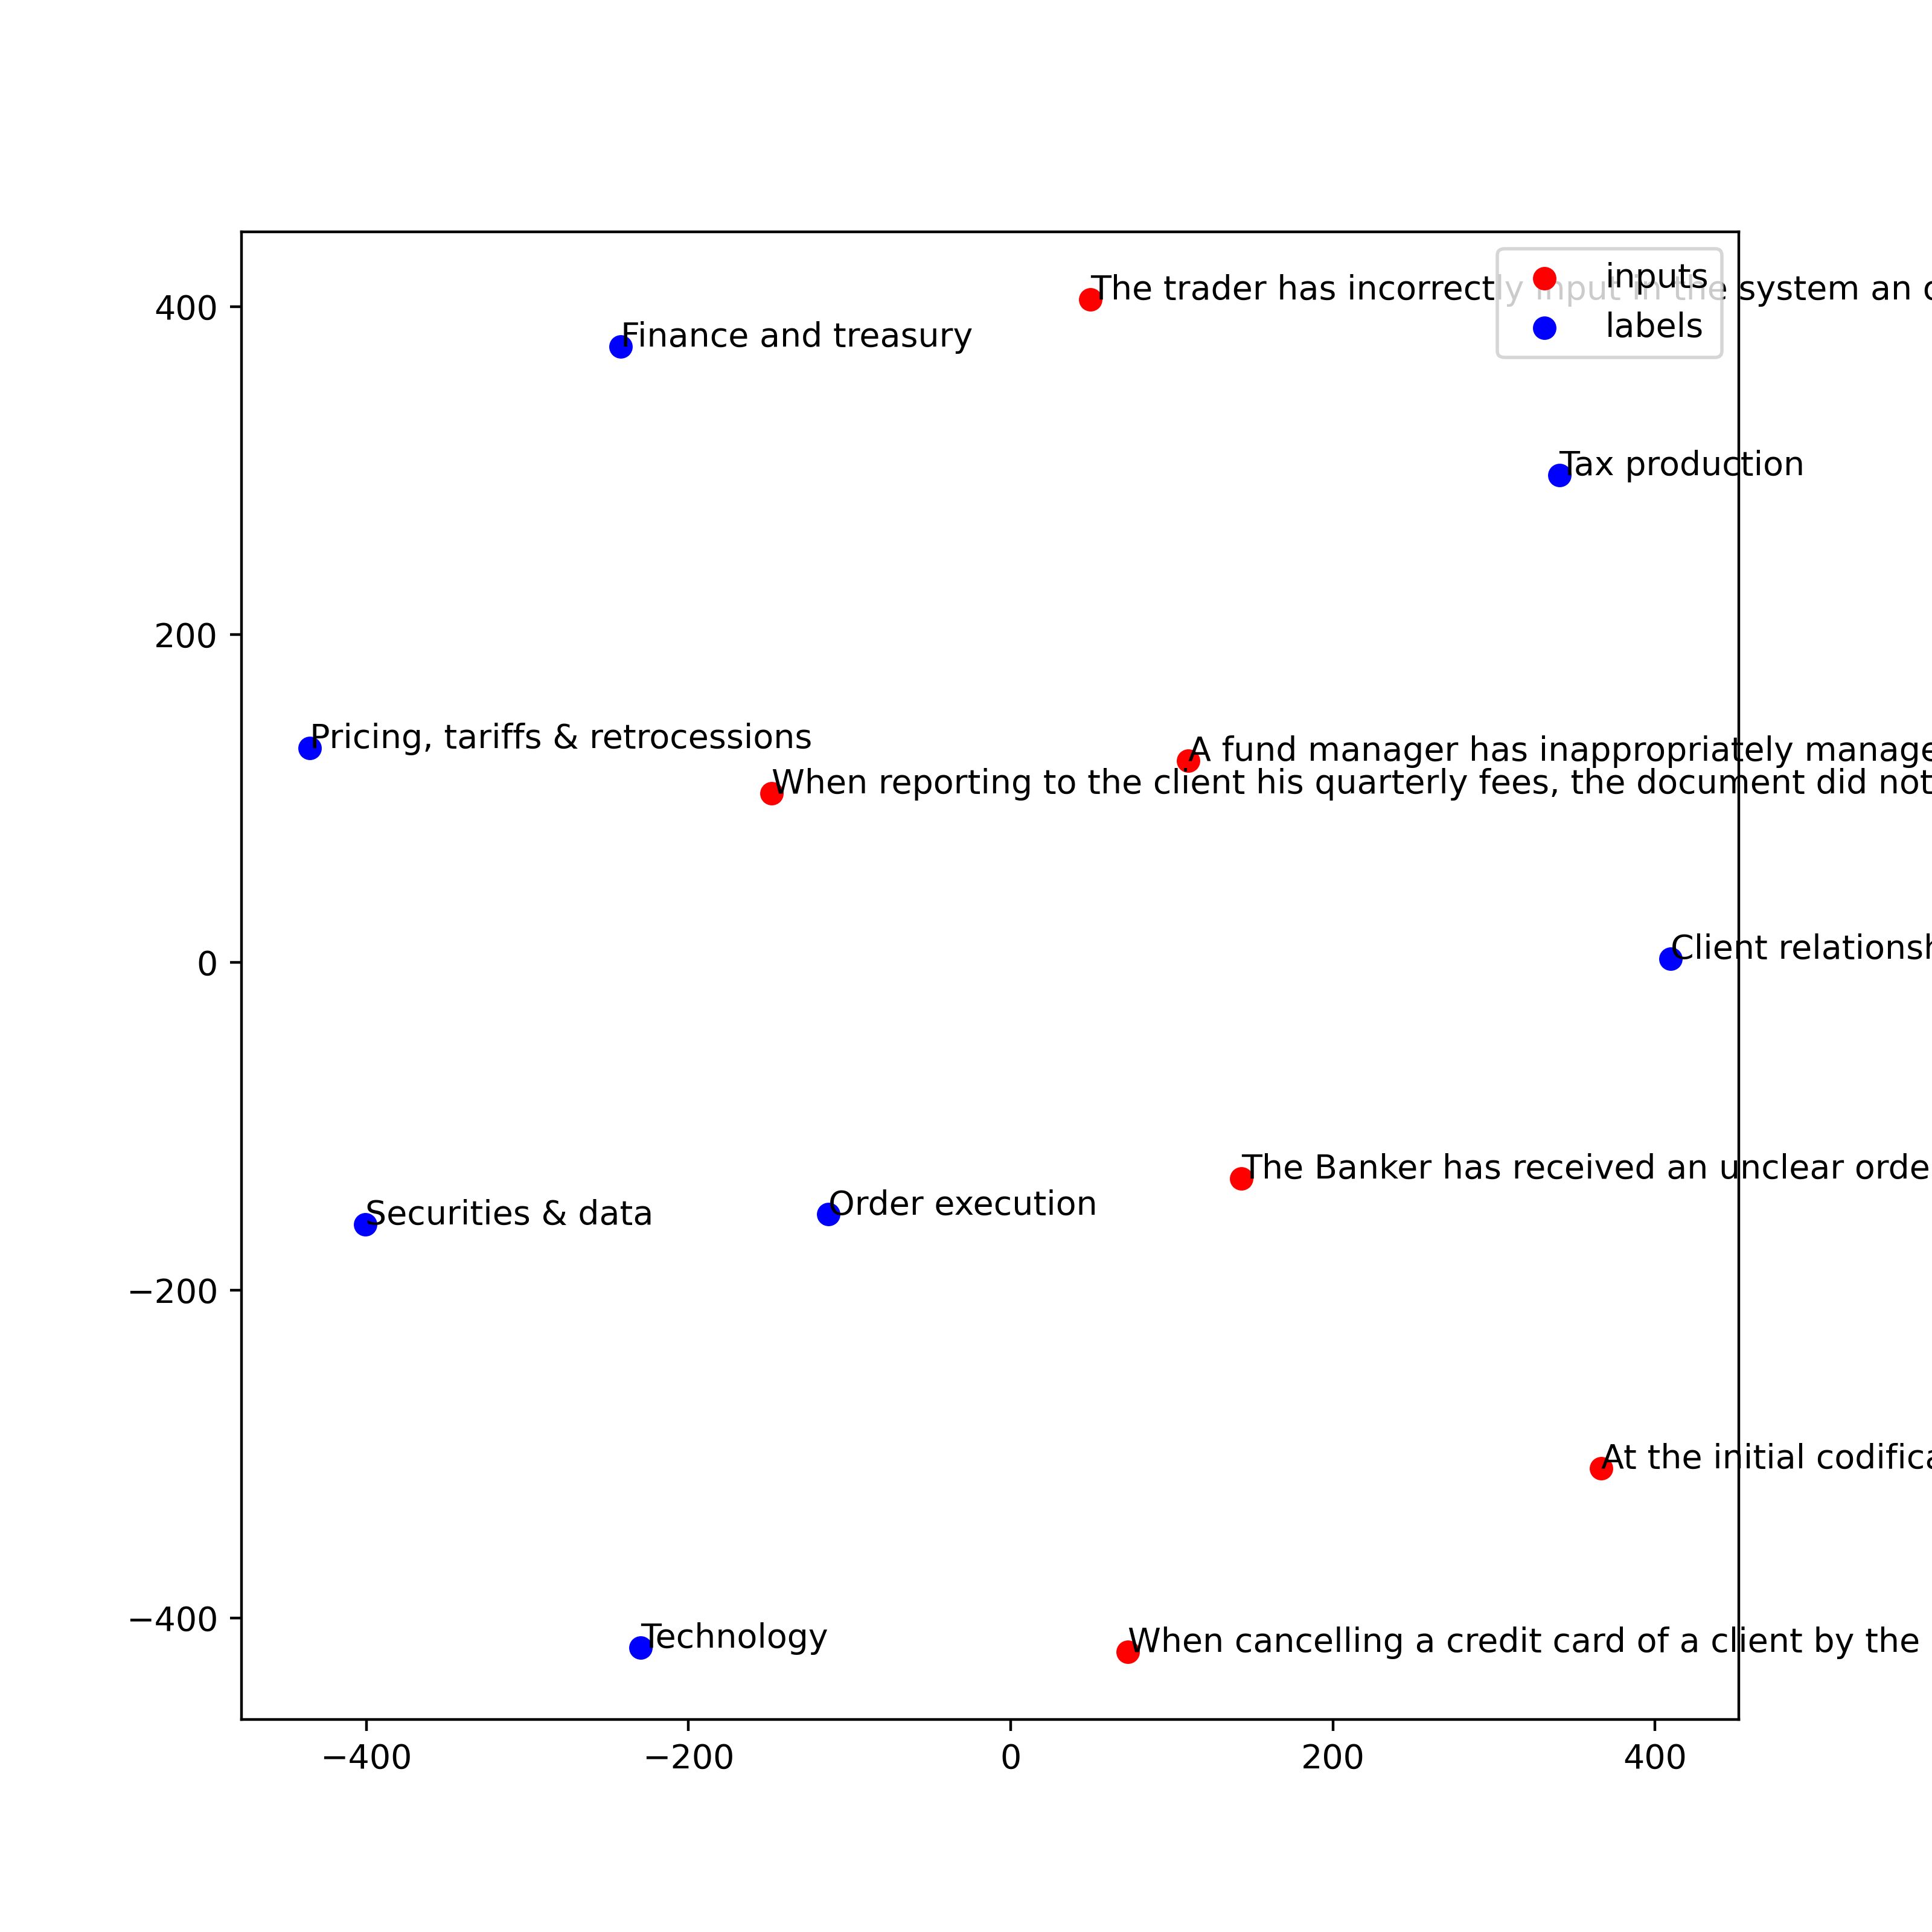 The trader has incorrectly input in the system an
inputs
Finance and treasury
labels
400
Tax production
200
Pricing, tariffs & retrocessions
A fund manager has inappropriately manage
When reporting to the client his quarterly fees, the document did not
0
Client relationsh
The Banker has received an unclear orde
Securities & data
Order execution
−200
At the initial codifica
−400
Technology
When cancelling a credit card of a client by the
−400 −200 0 200 400